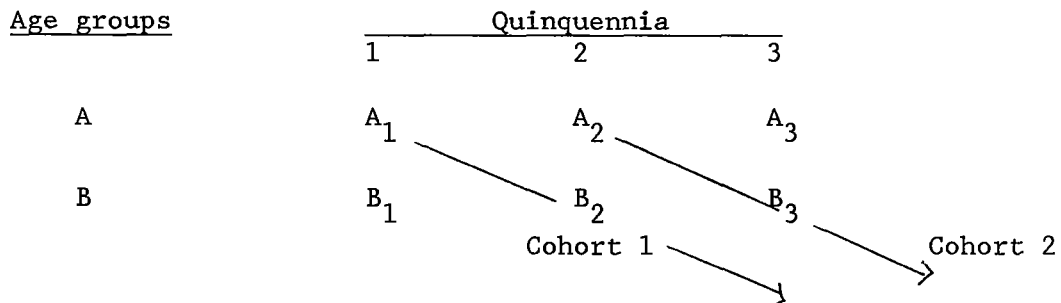 Age groups Quinquennia
1 2 3
A A1 A2 A3
B B1 B2 B3
Cohort 1 Cohort 2